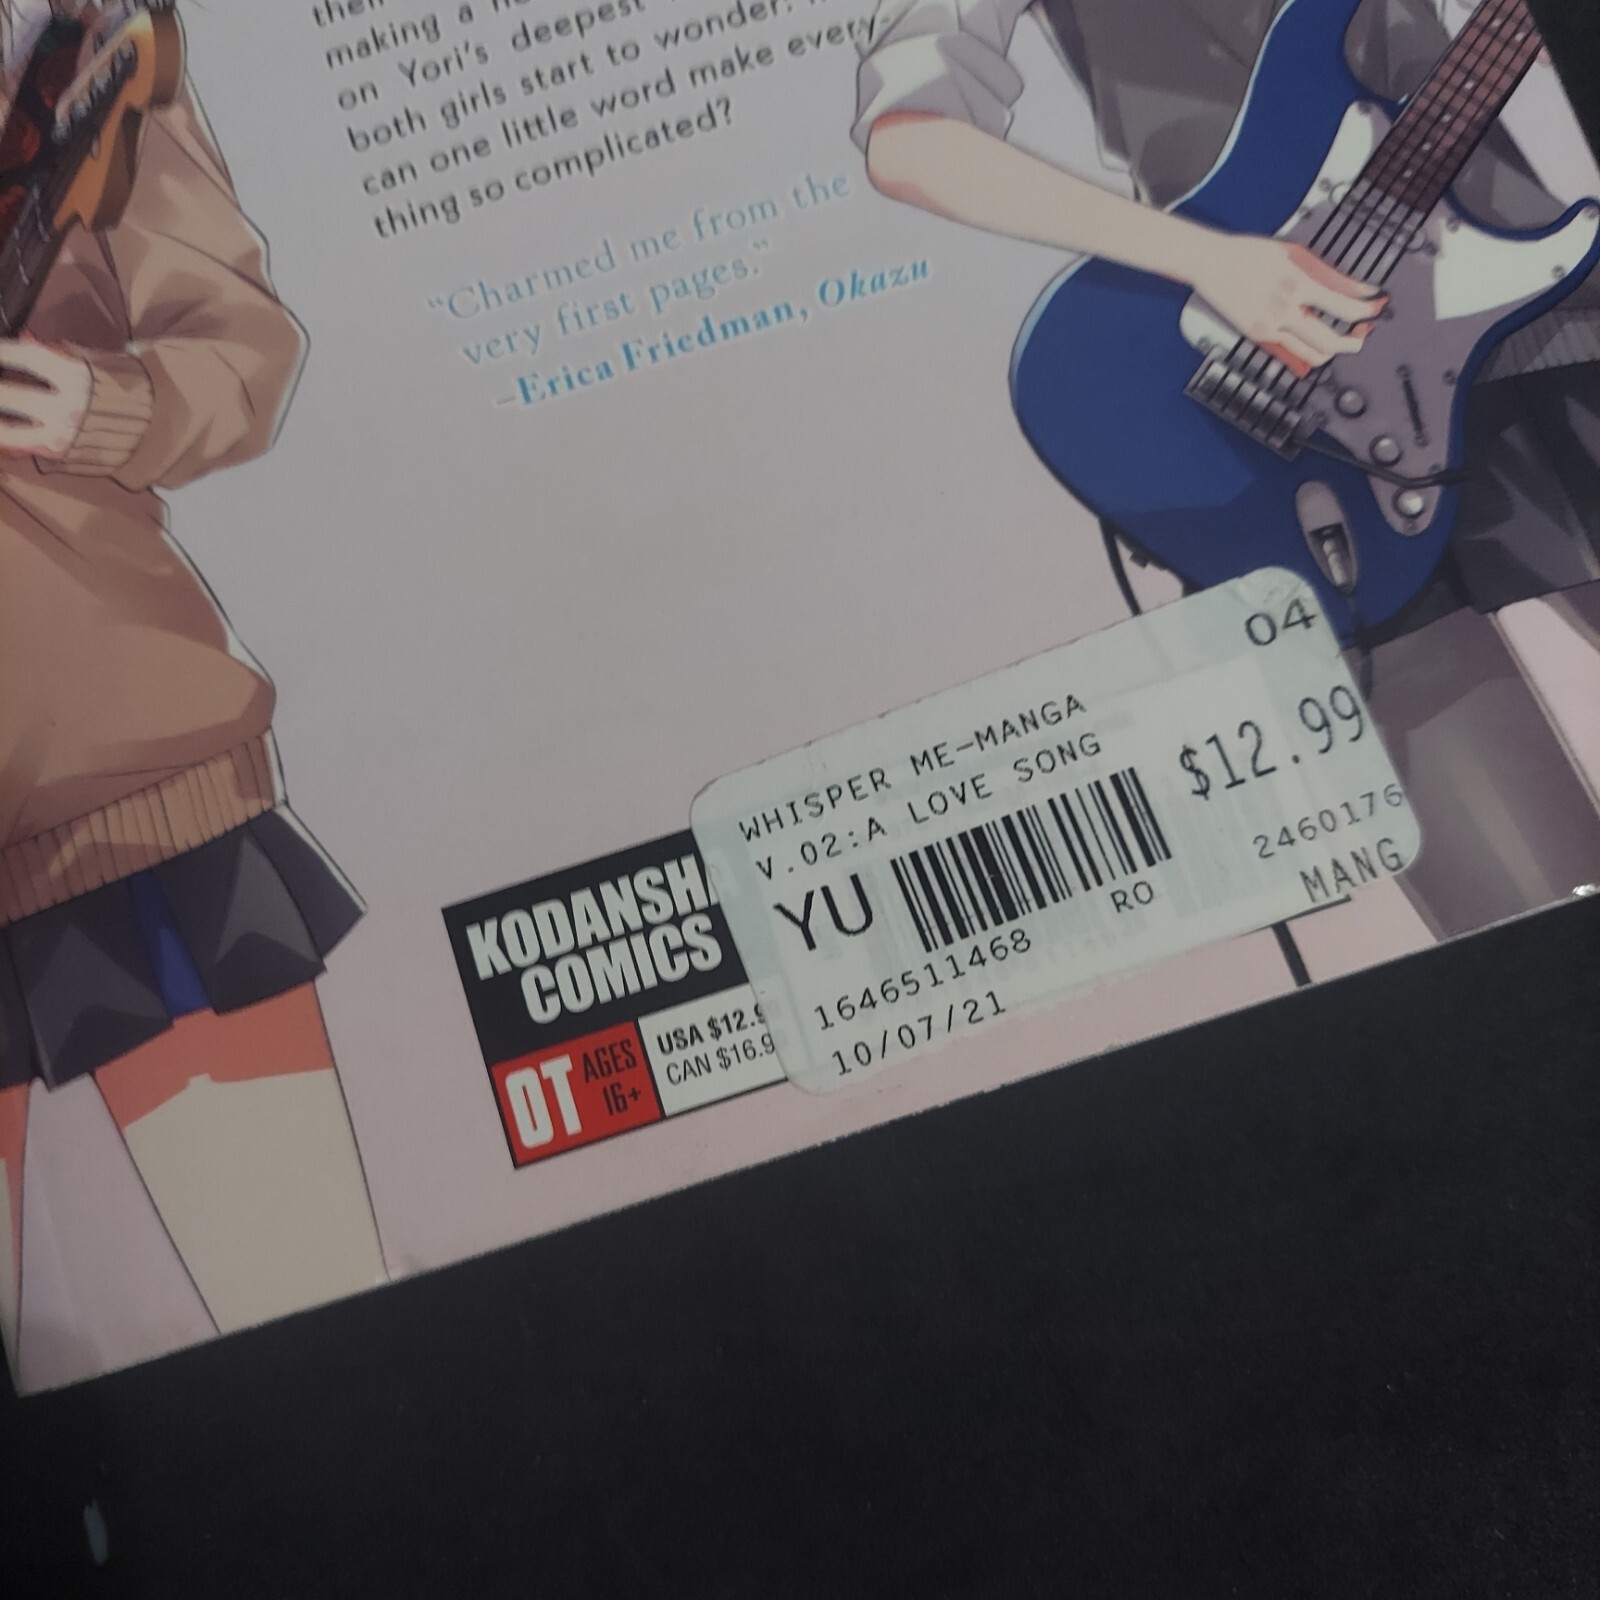 making a
on Yori's deepest
both girls start to wonder:
can one little word make every-
thing so complicated?
"Charmed me from the
very first pages."
–Erica Friedman, Okazu
04
WHISPER ME-MANGA
V.02:A LOVE SONG
$12.99
YU
RO
2460176
MANG
1646511468
10/07/21
KODANSHA
COMICS
OT AGES
16+
USA $12.9
CAN $16.9